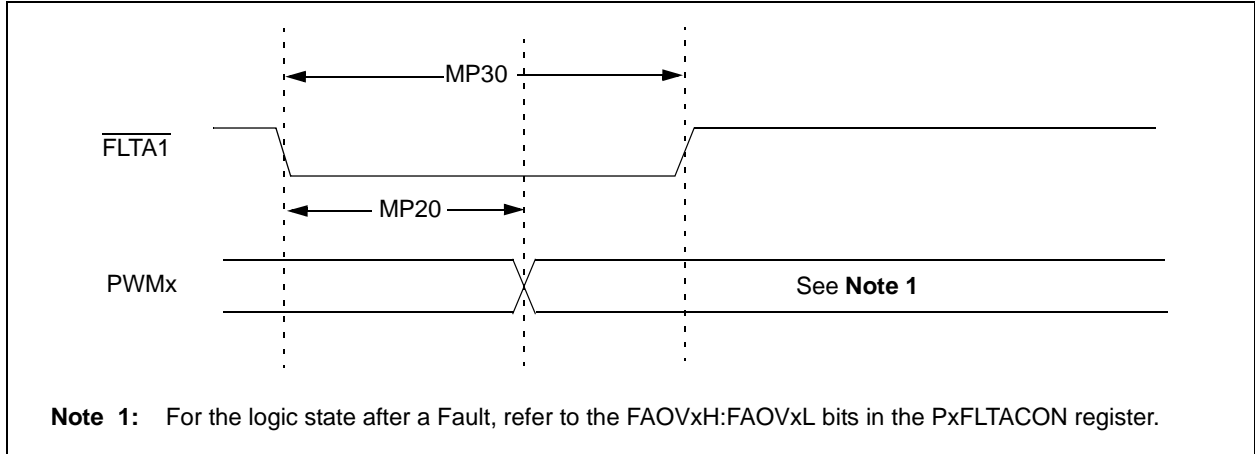 MP30
FLTA1
MP20
PWMx
See Note 1
Note 1: For the logic state after a Fault, refer to the FAOVxH:FAOVxL bits in the PxFLTACON register.